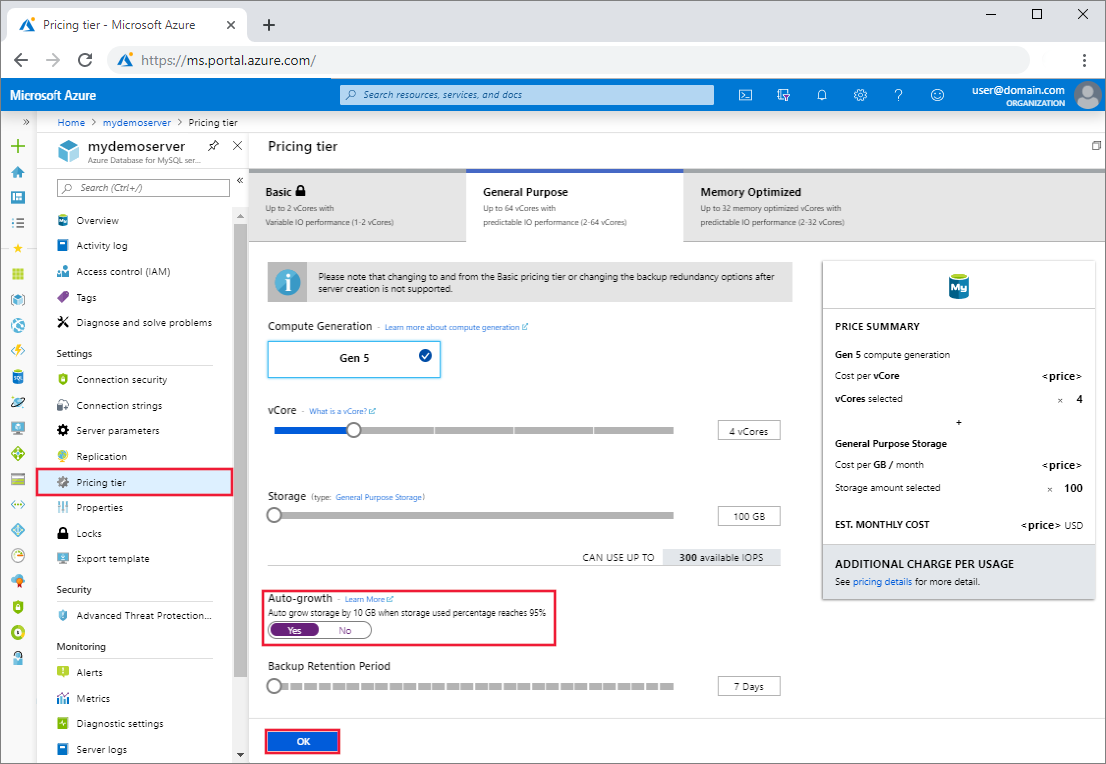 Pricing tier - Microsoft Azure
https://ms.portal.azure.com/
Microsoft Azure
Search resources, services, and docs
user@domain.com
ORGANIZATION
Home > mydemoserver > Pricing tier
mydemoserver
Azure Database for MySQL ser...
Search (Ctrl+/)
Overview
Activity log
Access control (IAM)
Tags
Diagnose and solve problems
Settings
Connection security
Connection strings
Server parameters
Replication
Pricing tier
Properties
Locks
Export template
Security
Advanced Threat Protection...
Monitoring
Alerts
Metrics
Diagnostic settings
Server logs
Pricing tier
Basic
Up to 2 vCores with
Variable IO performance (1-2 vCores)
General Purpose
Up to 64 vCores with
predictable IO performance (2-64 vCores)
Memory Optimized
Up to 32 memory optimized vCores with
predictable IO performance (2-32 vCores)
Please note that changing to and from the Basic pricing tier or changing the backup redundancy options after
server creation is not supported.
Compute Generation - Learn more about compute generation
Gen 5
vCore - What is a vCore?
4 vCores
Storage (type: General Purpose Storage)
100 GB
CAN USE UP TO 300 available IOPS
Auto-growth - Learn More
Auto grow storage by 10 GB when storage used percentage reaches 95%
Yes No
Backup Retention Period
7 Days
OK
My
PRICE SUMMARY
Gen 5 compute generation
Cost per vCore <price>
vCores selected × 4
+
General Purpose Storage
Cost per GB / month <price>
Storage amount selected × 100
EST. MONTHLY COST <price> USD
ADDITIONAL CHARGE PER USAGE
See pricing details for more detail.